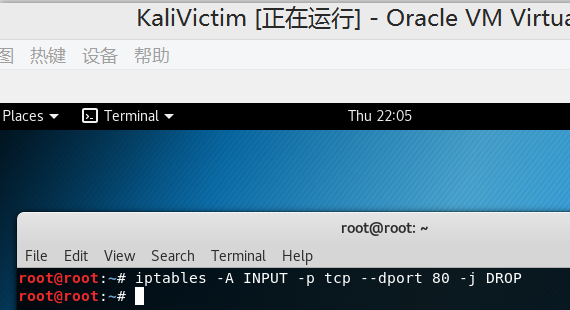 KaliVictim [正在运行] - Oracle VM Virtua
图 热键 设备 帮助
Places Terminal Thu 22:05
root@root: ~
File Edit View Search Terminal Help
root@root:~# iptables -A INPUT -p tcp --dport 80 -j DROP
root@root:~#